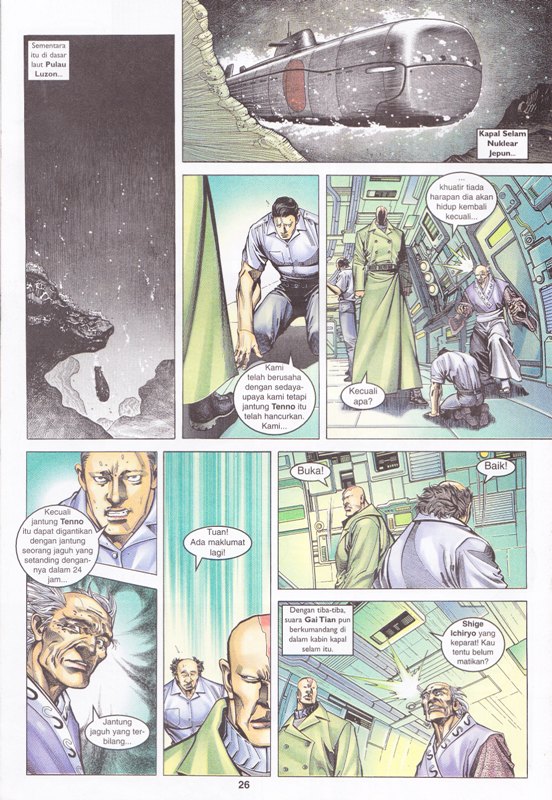 Sementara
itu di dasar
laut Pulau
Luzon...
Kapal Selam
Nuklear
Jepun...
Kami
telah berusaha
dengan sedaya-
upaya kami tetapi
jantung Tenno itu
telah hancurkan.
Kami...
...
khuatir tiada
harapan dia akan
hidup kembali
kecuali...
Kecuali
apa?
Kecuali
jantung Tenno
itu dapat digantikan
dengan jantung
seorang jaguh yang
setanding dengan-
nya dalam 24
jam...
Jantung
jaguh yang ter-
bilang...
Tuan!
Ada maklumat
lagi!
Buka!
Baik!
Dengan tiba-tiba,
suara Gai Tian pun
berkumandang di
dalam kabin kapal
selam itu.
Shige
Ichiryo yang
keparat! Kau
tentu belum
matikan?
26